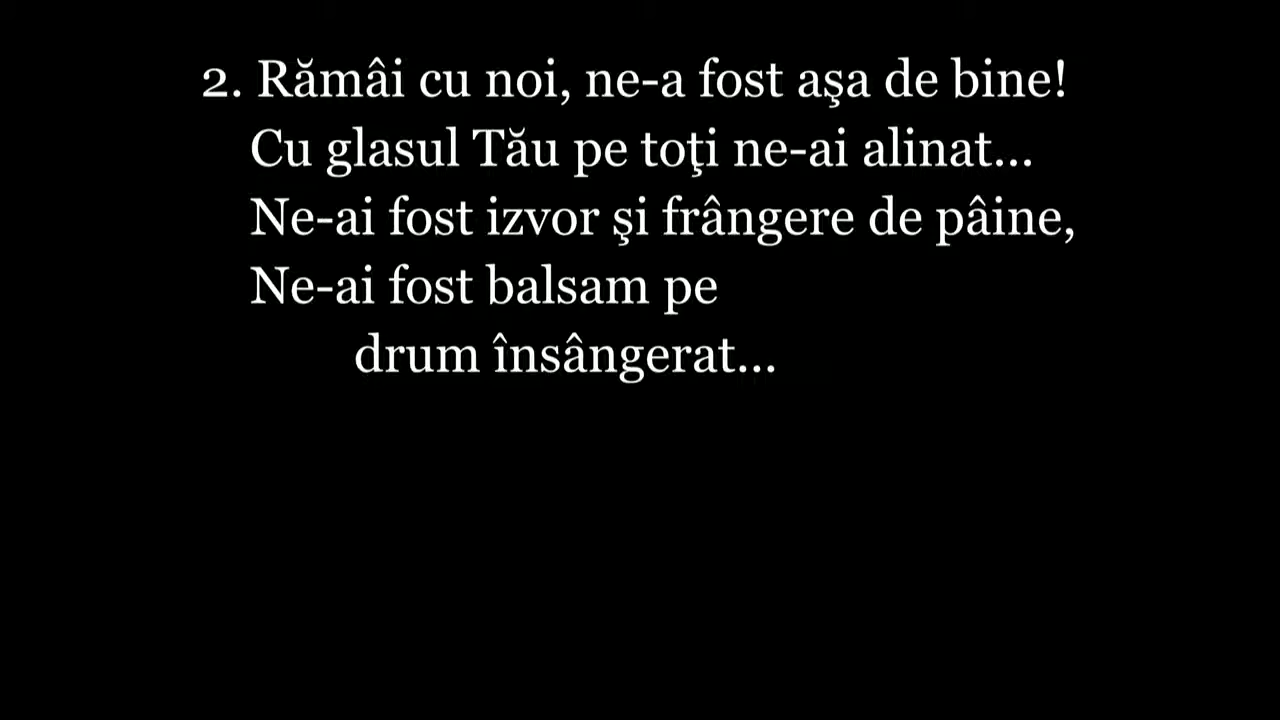 2. Rămâi cu noi, ne-a fost aşa de bine!
Cu glasul Tău pe toţi ne-ai alinat...
Ne-ai fost izvor şi frângere de pâine,
Ne-ai fost balsam pe
drum însângerat...